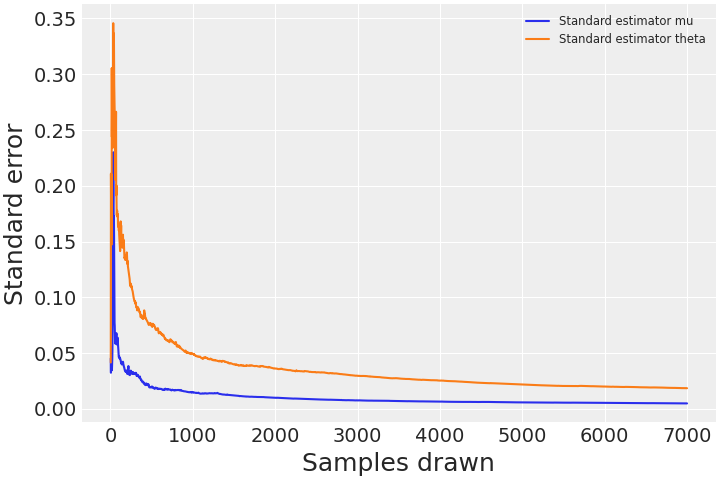 Standard estimator mu
Standard estimator theta
0.35
0.30
0.25
0.20
0.15
0.10
0.05
0.00
Standard error
0 1000 2000 3000 4000 5000 6000 7000
Samples drawn